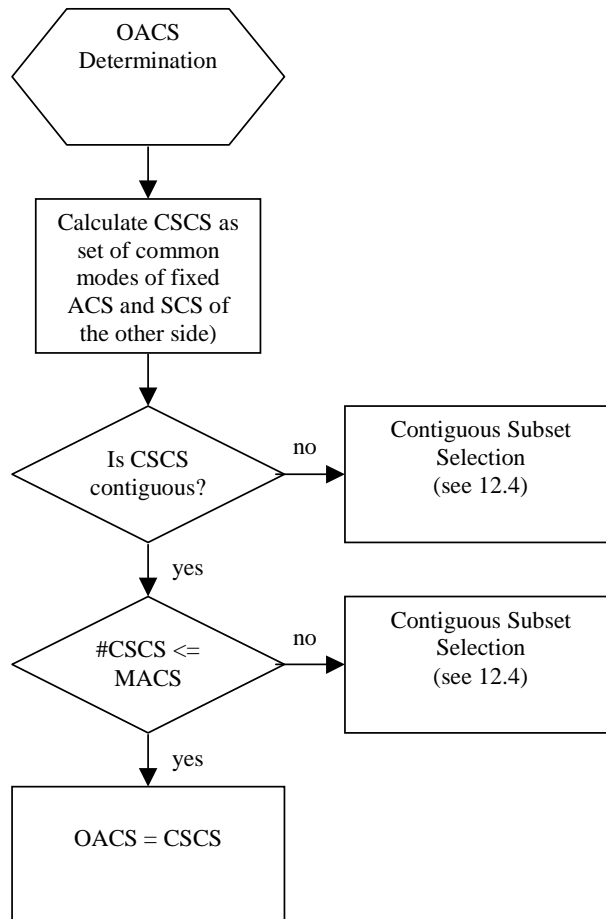 OACS
Determination
Calculate CSCS as
set of common
modes of fixed
ACS and SCS of
the other side)
Is CSCS
contiguous?
no
Contiguous Subset
Selection
(see 12.4)
yes
#CSCS <=
MACS
no
Contiguous Subset
Selection
(see 12.4)
yes
OACS = CSCS